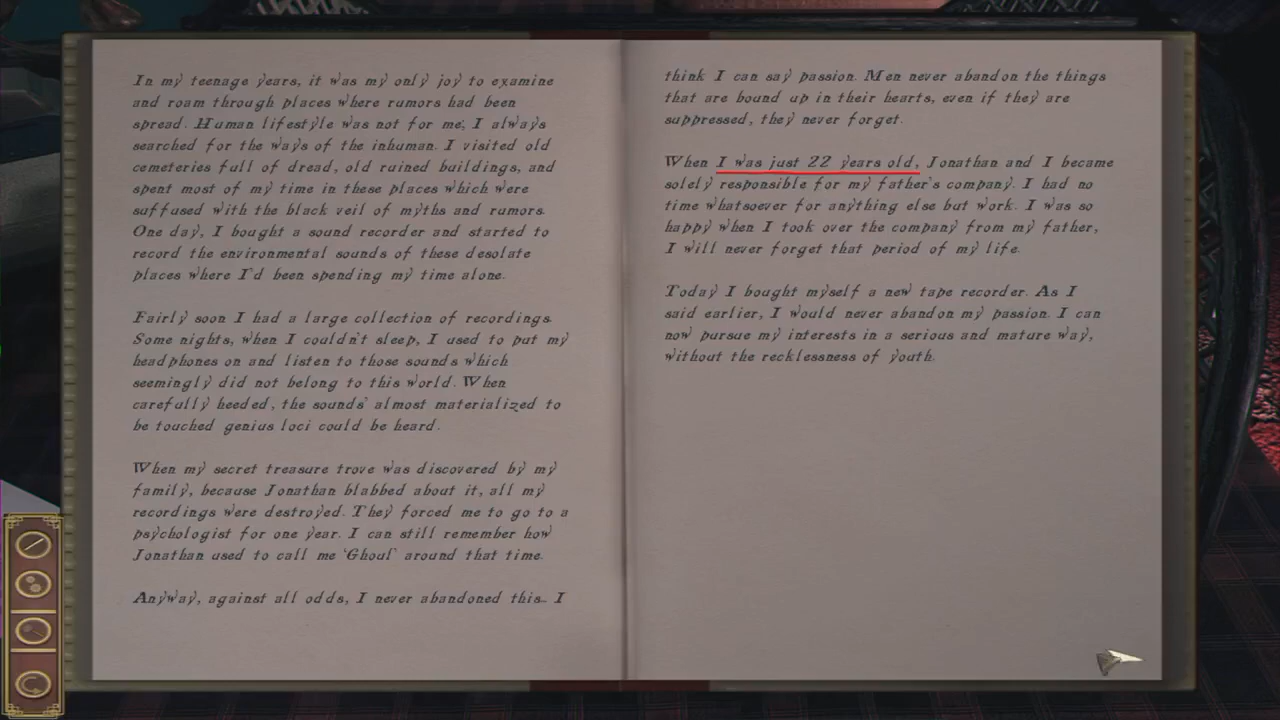 In my teenage years, it was my only joy to examine
and roam through places where rumors had been
spread. Human lifestyle was not for me; I always
searched for the ways of the inhuman. I visited old
cemeteries full of dread, old ruined buildings, and
spent most of my time in these places which were
suffused with the black veil of myths and rumors.
One day, I bought a sound recorder and started to
record the environmental sounds of these desolate
places where I'd been spending my time alone.
Fairly soon I had a large collection of recordings.
Some nights, when I couldn't sleep, I used to put my
headphones on and listen to those sounds which
seemingly did not belong to this world. When
carefully heeded, the sounds' almost materialized to
be touched genius loci could be heard.
When my secret treasure trove was discovered by my
family, because Jonathan blabbed about it, all my
recordings were destroyed. They forced me to go to a
psychologist for one year. I can still remember how
Jonathan used to call me 'Ghoul' around that time.
Anyway, against all odds, I never abandoned this... I
think I can say passion. Men never abandon the things
that are bound up in their hearts, even if they are
suppressed, they never forget.
When I was just 22 years old, Jonathan and I became
solely responsible for my father's company. I had no
time whatsoever for anything else but work. I was so
happy when I took over the company from my father,
I will never forget that period of my life.
Today I bought myself a new tape recorder. As I
said earlier, I would never abandon my passion. I can
now pursue my interests in a serious and mature way,
without the recklessness of youth.